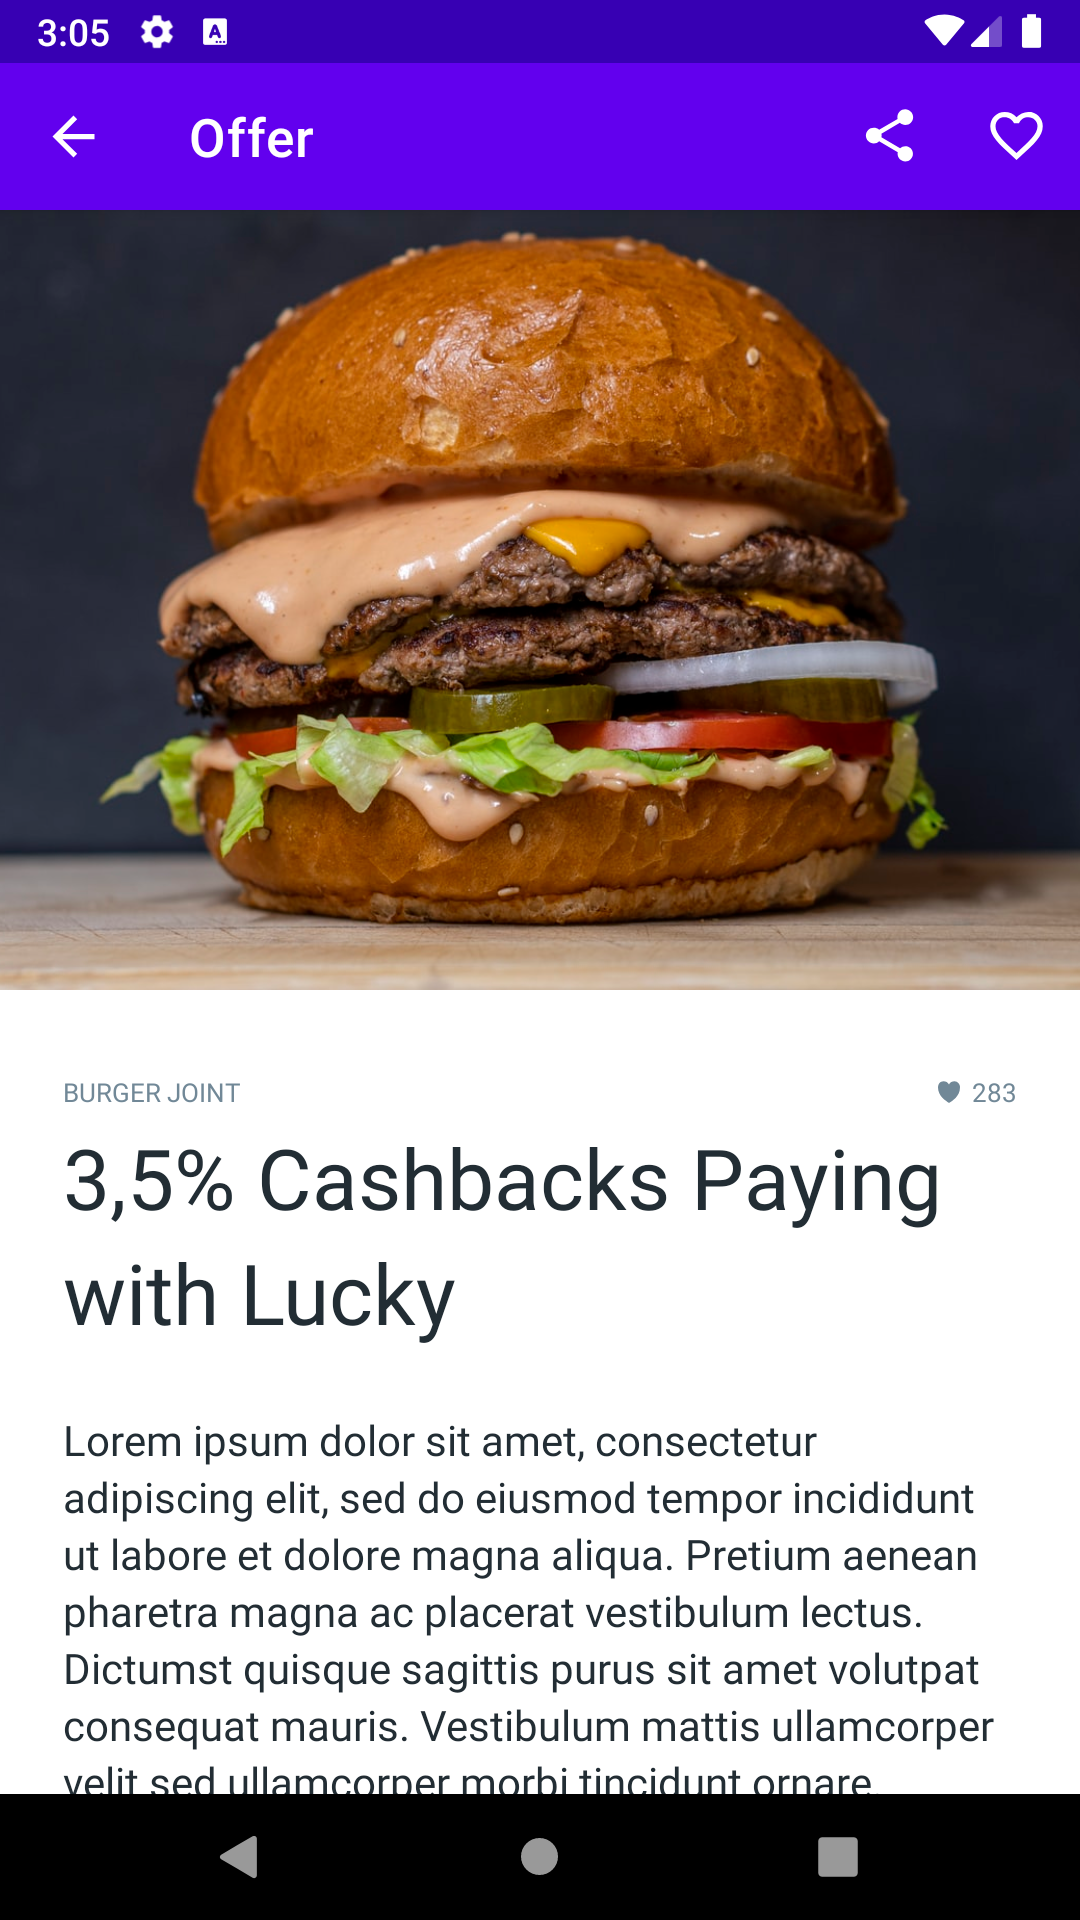 3:05
Offer
BURGER JOINT
283
3,5% Cashbacks Paying
with Lucky
Lorem ipsum dolor sit amet, consectetur
adipiscing elit, sed do eiusmod tempor incididunt
ut labore et dolore magna aliqua. Pretium aenean
pharetra magna ac placerat vestibulum lectus.
Dictumst quisque sagittis purus sit amet volutpat
consequat mauris. Vestibulum mattis ullamcorper
velit sed ullamcorper morbi tincidunt ornare.